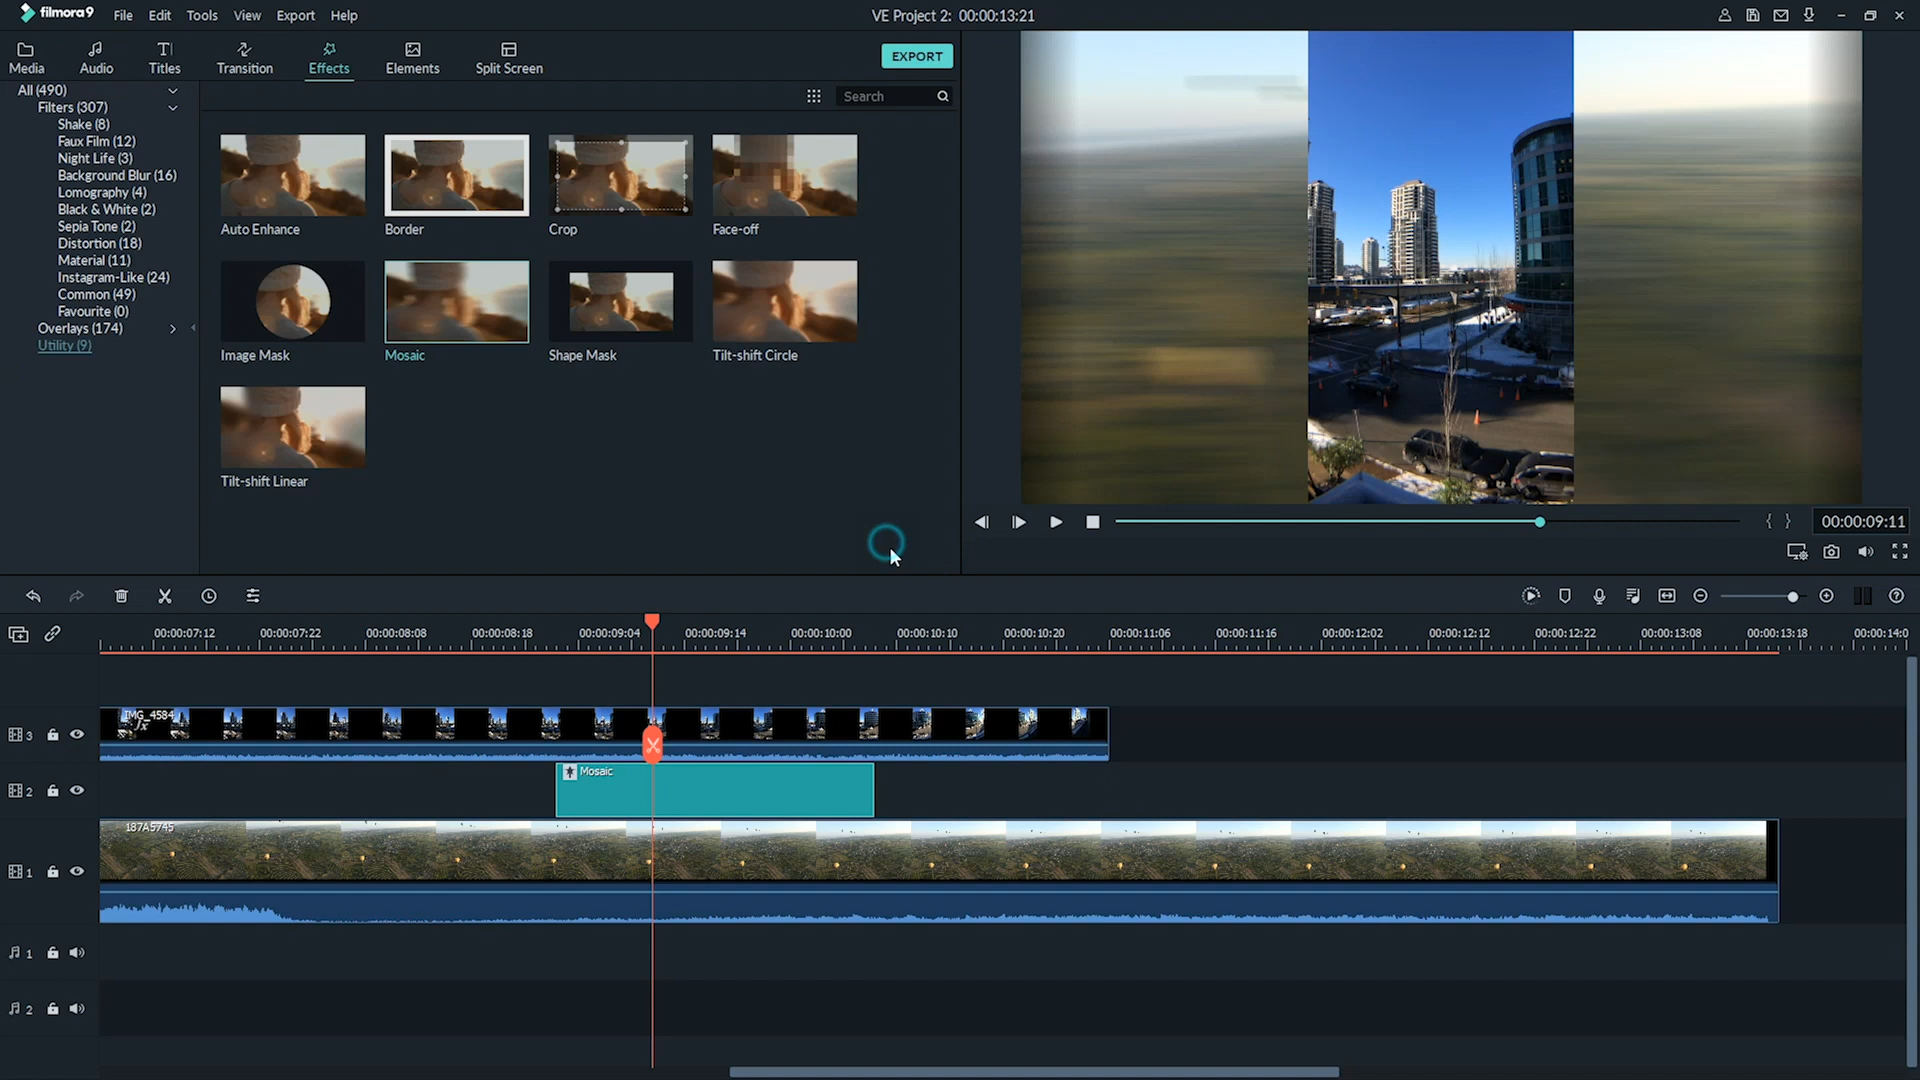 filmora9 File Edit Tools View Export Help VE Project 2: 00:00:13:21
Media Audio Titles Transition Effects Elements Split Screen EXPORT
All (490)
Filters (307)
Shake (8)
Faux Film (12)
Night Life (3)
Background Blur (16)
Lomography (4)
Black & White (2)
Sepia Tone (2)
Distortion (18)
Material (11)
Instagram-Like (24)
Common (49)
Favourite (0)
Overlays (174)
Utility (9)
Search
Auto Enhance Border Crop Face-off
Image Mask Mosaic Shape Mask Tilt-shift Circle
Tilt-shift Linear
{ } 00:00:09:11
00:00:07:12 00:00:07:22 00:00:08:08 00:00:08:18 00:00:09:04 00:00:09:14 00:00:10:00 00:00:10:10 00:00:10:20 00:00:11:06 00:00:11:16 00:00:12:02 00:00:12:12 00:00:12:22 00:00:13:08 00:00:13:18 00:00:14:0
IMG_4584
3
Mosaic
2
187A5745
1
1
2